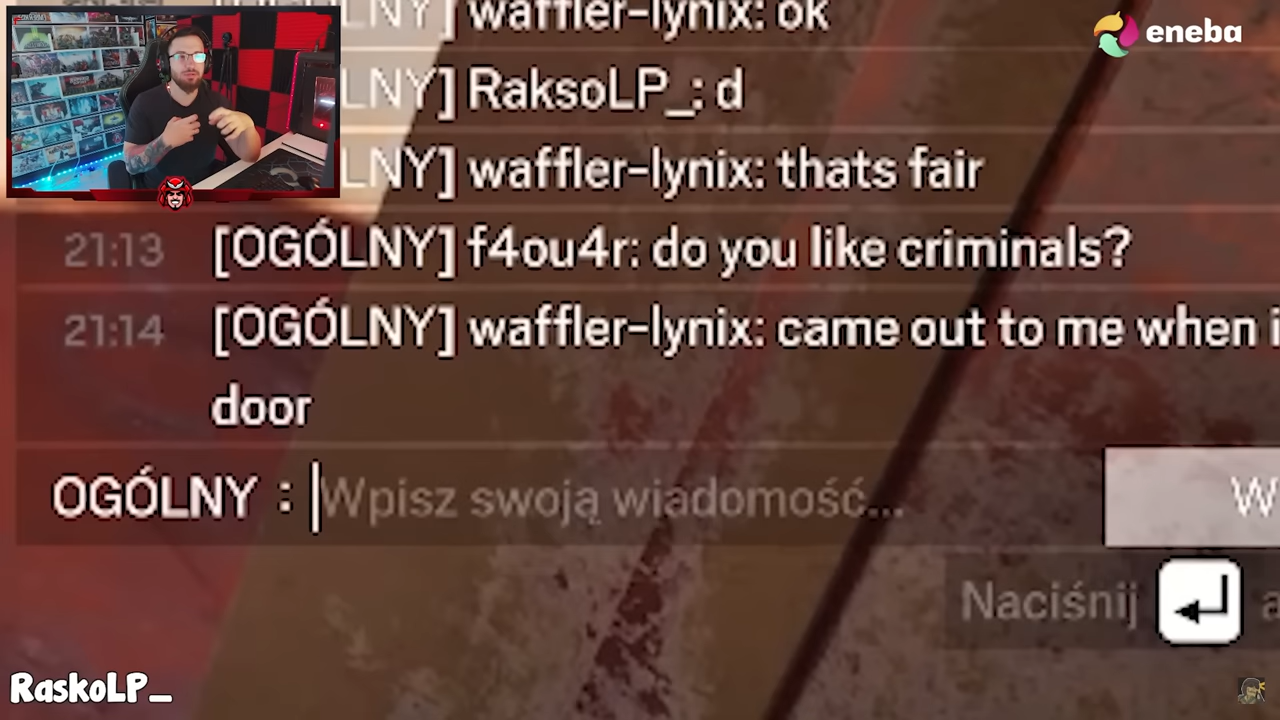 LNY] waffler-lynix: ok
LNY] RaksoLP_: d
LNY] waffler-lynix: thats fair
21:13 [OGÓLNY] f4ou4r: do you like criminals?
21:14 [OGÓLNY] waffler-lynix: came out to me when i
door
OGÓLNY : Wpisz swoją wiadomość...
W
Naciśnij
eneba
RaskoLP_